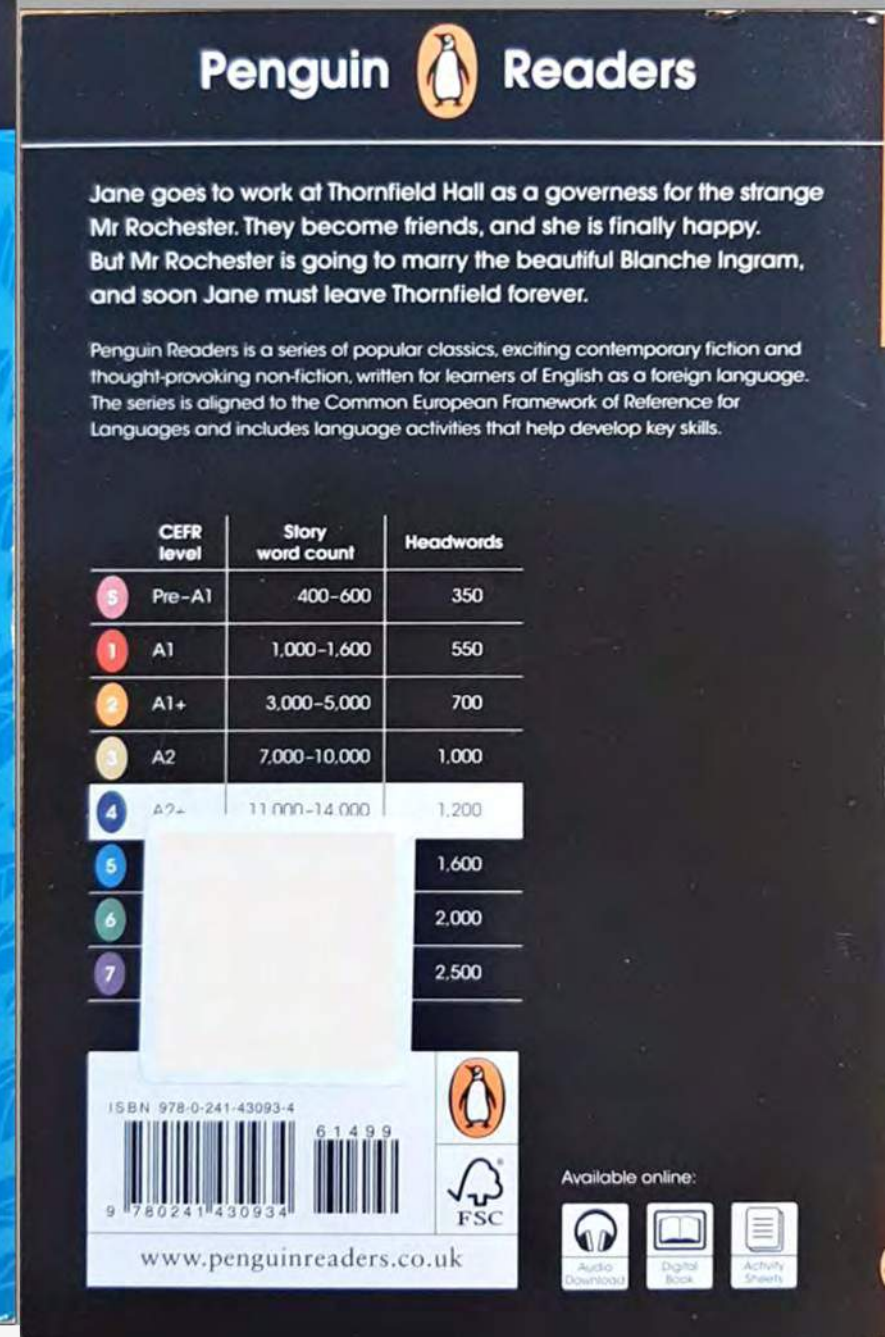 Penguin Readers
Jane goes to work at Thornfield Hall as a governess for the strange
Mr Rochester. They become friends, and she is finally happy.
But Mr Rochester is going to marry the beautiful Blanche Ingram,
and soon Jane must leave Thornfield forever.
Penguin Readers is a series of popular classics, exciting contemporary fiction and
thought-provoking non-fiction, written for learners of English as a foreign language.
The series is aligned to the Common European Framework of Reference for
Languages and includes language activities that help develop key skills.
CEFR level Story word count Headwords
S Pre-A1 400-600 350
1 A1 1,000-1,600 550
2 A1+ 3,000-5,000 700
3 A2 7,000-10,000 1,000
4 A2+ 11,000-14,000 1,200
5 1,600
6 2,000
7 2,500
ISBN 978-0-241-43093-4
61499
9 780241 430934
FSC
www.penguinreaders.co.uk
Available online:
Audio Download
Digital Book
Activity Sheets